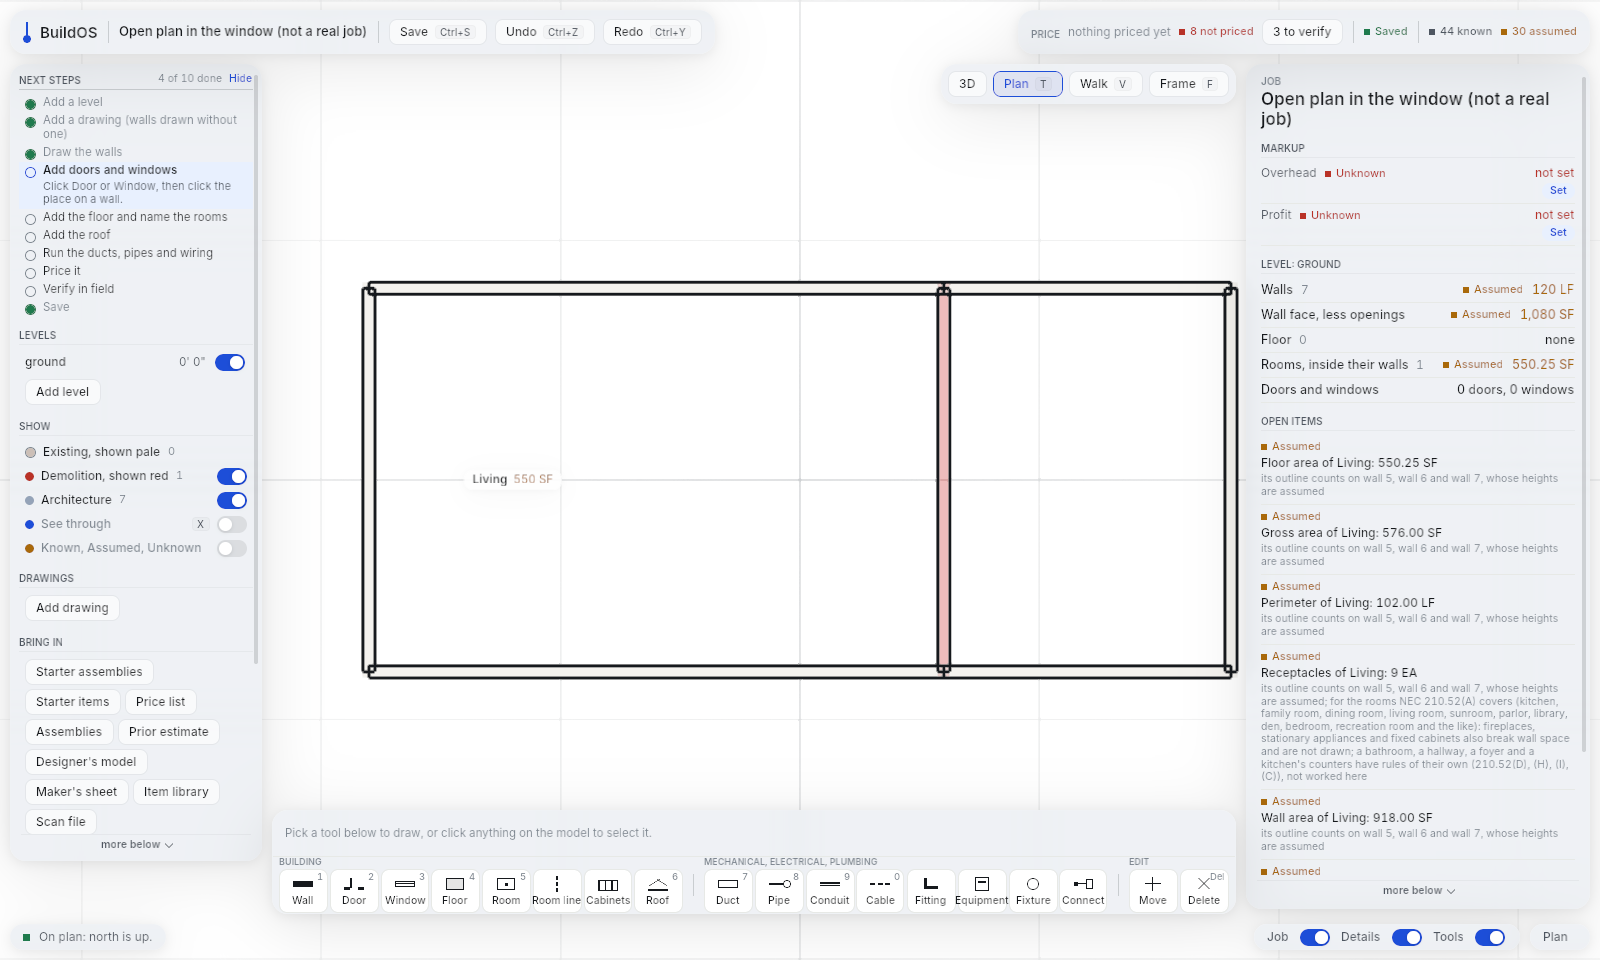 BuildOS
Open plan in the window (not a real job)
Save Ctrl+S
Undo Ctrl+Z
Redo Ctrl+Y
PRICE nothing priced yet 8 not priced 3 to verify Saved 44 known 30 assumed
3D
Plan T
Walk V
Frame F
NEXT STEPS 4 of 10 done Hide
Add a level
Add a drawing (walls drawn without
one)
Draw the walls
Add doors and windows
Click Door or Window, then click the
place on a wall.
Add the floor and name the rooms
Add the roof
Run the ducts, pipes and wiring
Price it
Verify in field
Save
LEVELS
ground 0' 0"
Add level
SHOW
Existing, shown pale 0
Demolition, shown red 1
Architecture 7
See through X
Known, Assumed, Unknown
DRAWINGS
Add drawing
BRING IN
Starter assemblies
Starter items Price list
Assemblies Prior estimate
Designer's model
Maker's sheet Item library
Scan file
more below
On plan: north is up.
Living 550 SF
Pick a tool below to draw, or click anything on the model to select it.
BUILDING
Wall 1
Door 2
Window 3
Floor 4
Room 5
Room line
Cabinets
Roof 6
MECHANICAL, ELECTRICAL, PLUMBING
Duct 7
Pipe 8
Conduit 9
Cable 0
Fitting
Equipment
Fixture
Connect
EDIT
Move
Delete Del
JOB
Open plan in the window (not a real
job)
MARKUP
Overhead Unknown not set
Set
Profit Unknown not set
Set
LEVEL: GROUND
Walls 7 Assumed 120 LF
Wall face, less openings Assumed 1,080 SF
Floor 0 none
Rooms, inside their walls 1 Assumed 550.25 SF
Doors and windows 0 doors, 0 windows
OPEN ITEMS
Assumed
Floor area of Living: 550.25 SF
its outline counts on wall 5, wall 6 and wall 7, whose heights
are assumed
Assumed
Gross area of Living: 576.00 SF
its outline counts on wall 5, wall 6 and wall 7, whose heights
are assumed
Assumed
Perimeter of Living: 102.00 LF
its outline counts on wall 5, wall 6 and wall 7, whose heights
are assumed
Assumed
Receptacles of Living: 9 EA
its outline counts on wall 5, wall 6 and wall 7, whose heights
are assumed; for the rooms NEC 210.52(A) covers (kitchen,
family room, dining room, living room, sunroom, parlor, library,
den, bedroom, recreation room and the like): fireplaces,
stationary appliances and fixed cabinets also break wall space
and are not drawn; a bathroom, a hallway, a foyer and a
kitchen's counters have rules of their own (210.52(D), (H), (I),
(C)), not worked here
Assumed
Wall area of Living: 918.00 SF
its outline counts on wall 5, wall 6 and wall 7, whose heights
are assumed
Assumed
more below
Job Details Tools Plan